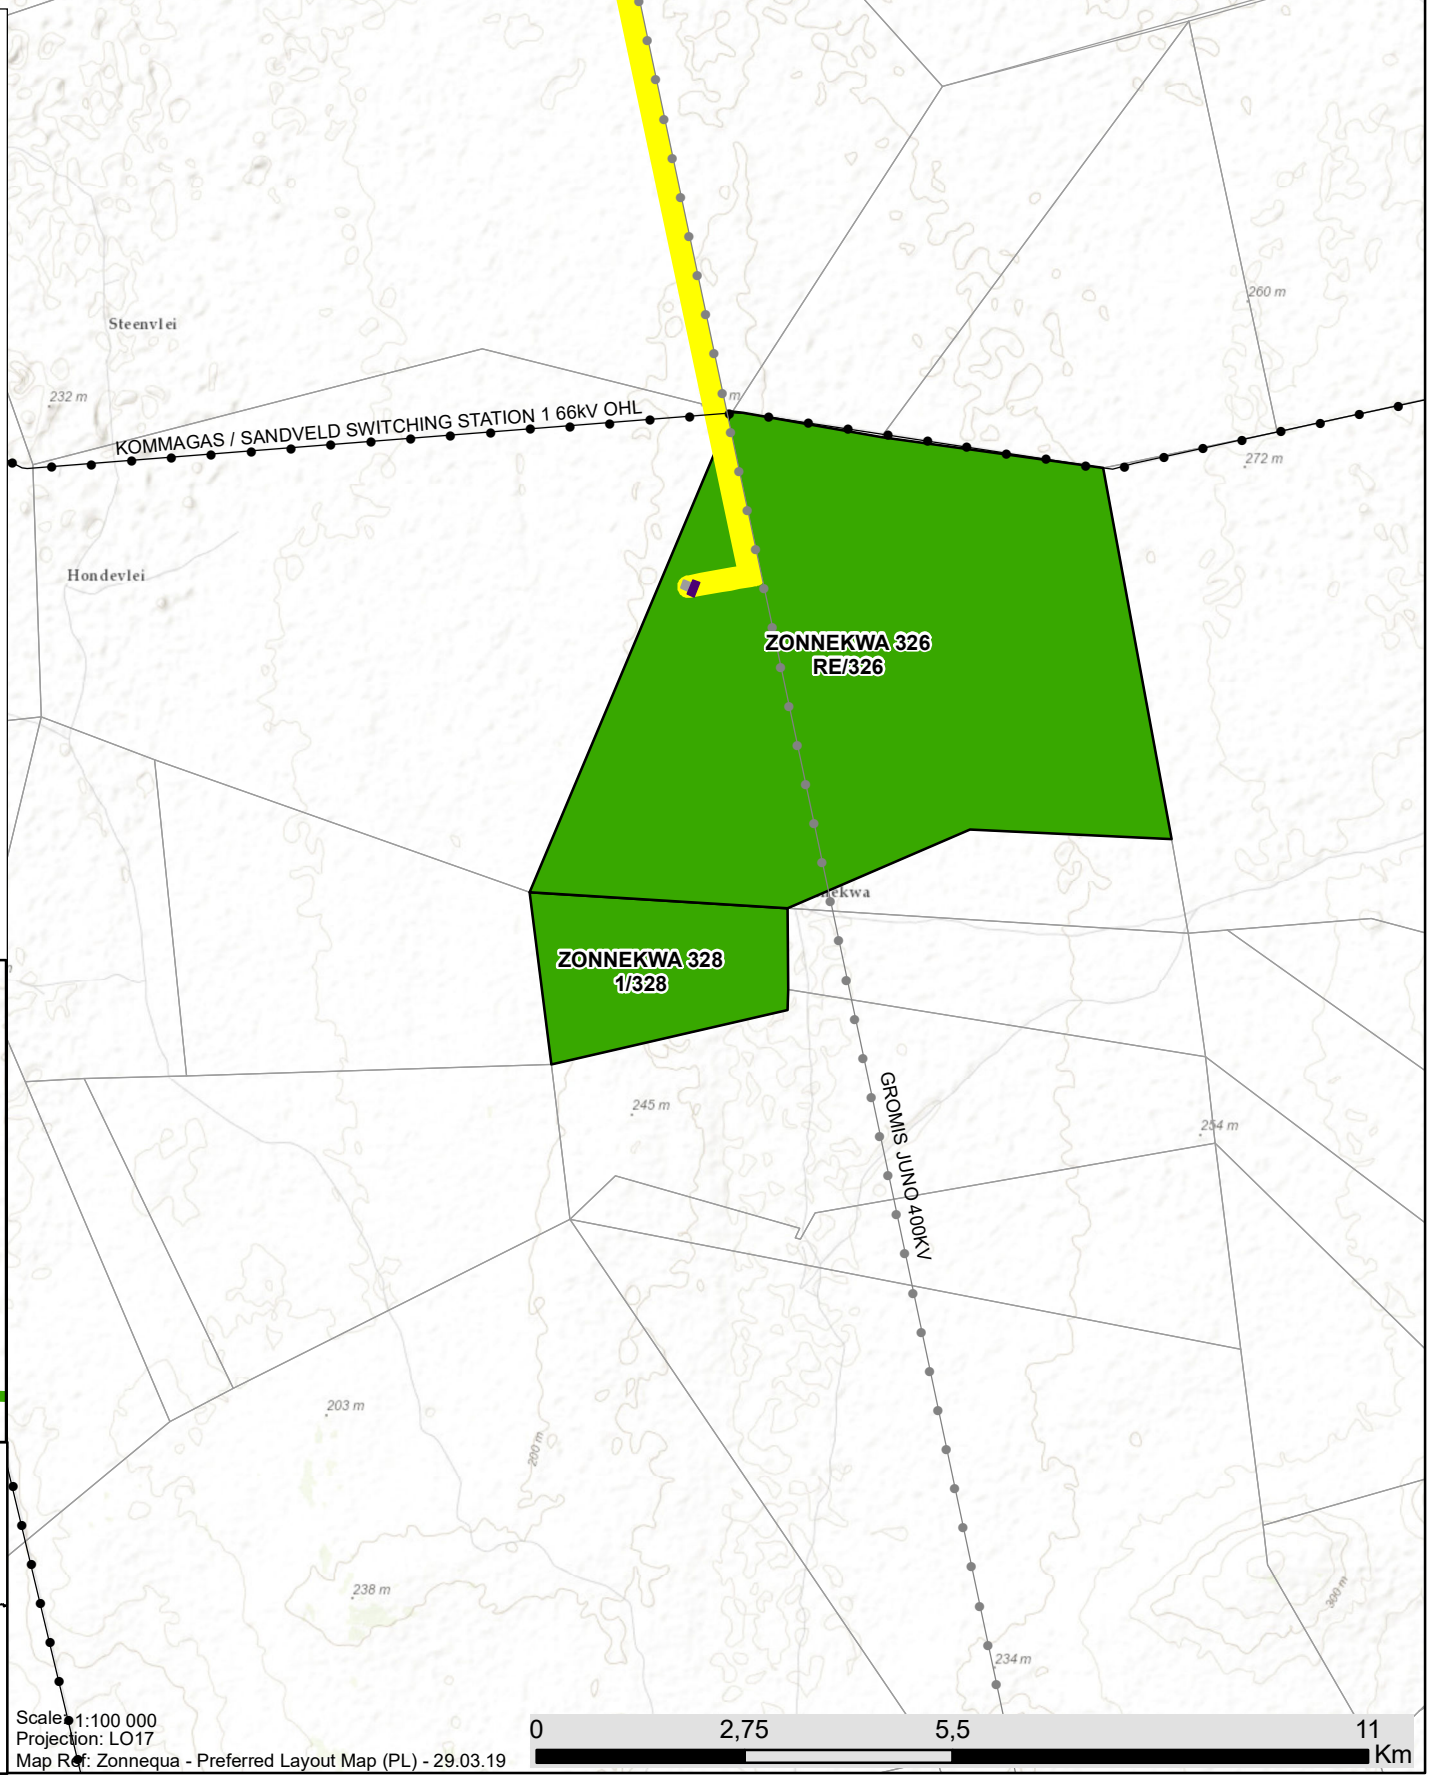 260 m
Steenvlei
232 m
m
KOMMAGAS / SANDVELD SWITCHING STATION 1 66kV OHL
272 m
Hondevlei
ZONNEKWA 326
RE/326
ekwa
ZONNEKWA 328
1/328
245 m
GROMIS JUNO 400KV
254 m
203 m
200 m
238 m
300 m
234 m
Scale: 1:100 000
Projection: LO17
Map Ref: Zonnequa - Preferred Layout Map (PL) - 29.03.19
0 2,75 5,5 11
Km